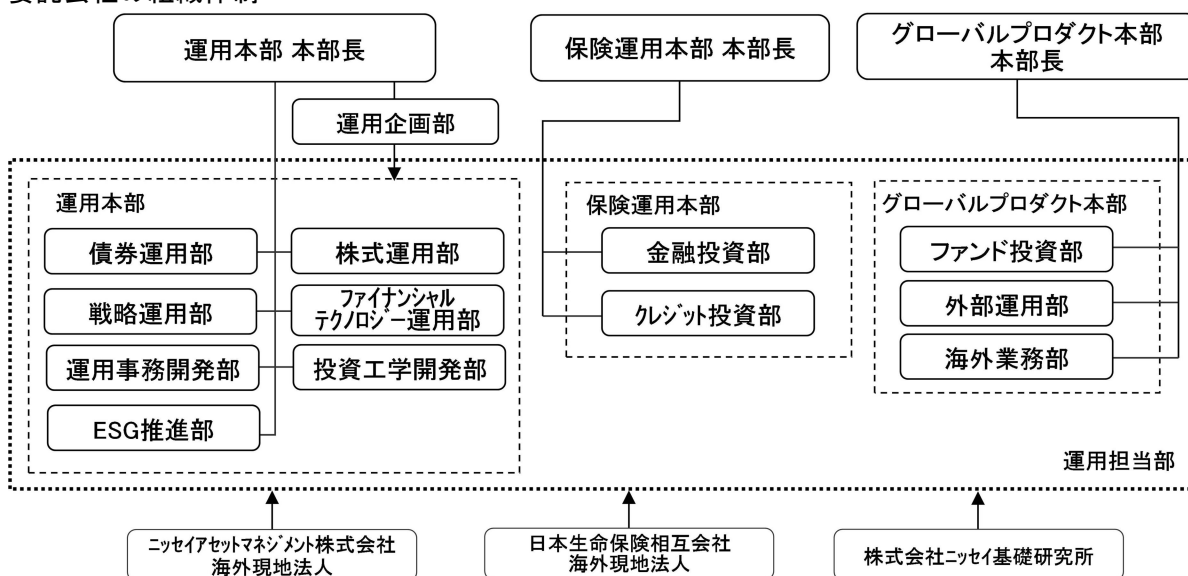 委託会社の組織体制
運用本部 本部長
保険運用本部 本部長
グローバルプロダクト本部
本部長
運用企画部
運用本部
債券運用部
株式運用部
戦略運用部
ファイナンシャル
テクノロジー運用部
運用事務開発部
投資工学開発部
ESG推進部
保険運用本部
金融投資部
クレジット投資部
グローバルプロダクト本部
ファンド投資部
外部運用部
海外業務部
運用担当部
ニッセイアセットマネジメント株式会社
海外現地法人
日本生命保険相互会社
海外現地法人
株式会社ニッセイ基礎研究所